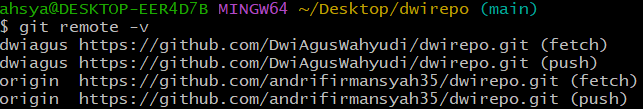 ahsya@DESKTOP-EER4D7B MINGW64 ~/Desktop/dwirepo (main)
$ git remote -v
dwiagus https://github.com/DwiAgusWahyudi/dwirepo.git (fetch)
dwiagus https://github.com/DwiAgusWahyudi/dwirepo.git (push)
origin  https://github.com/andrifirmansyah35/dwirepo.git (fetch)
origin  https://github.com/andrifirmansyah35/dwirepo.git (push)